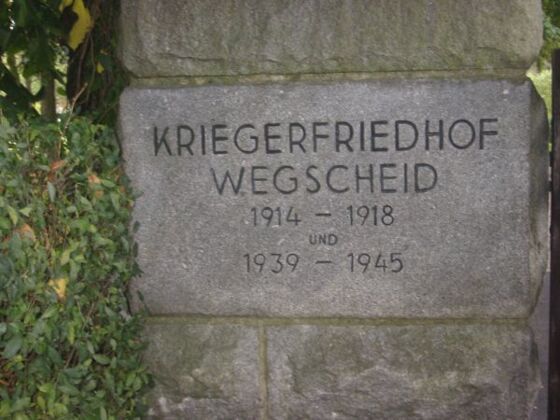 KRIEGERFRIEDHOF
WEGSCHEID
1914 – 1918
UND
1939 – 1945